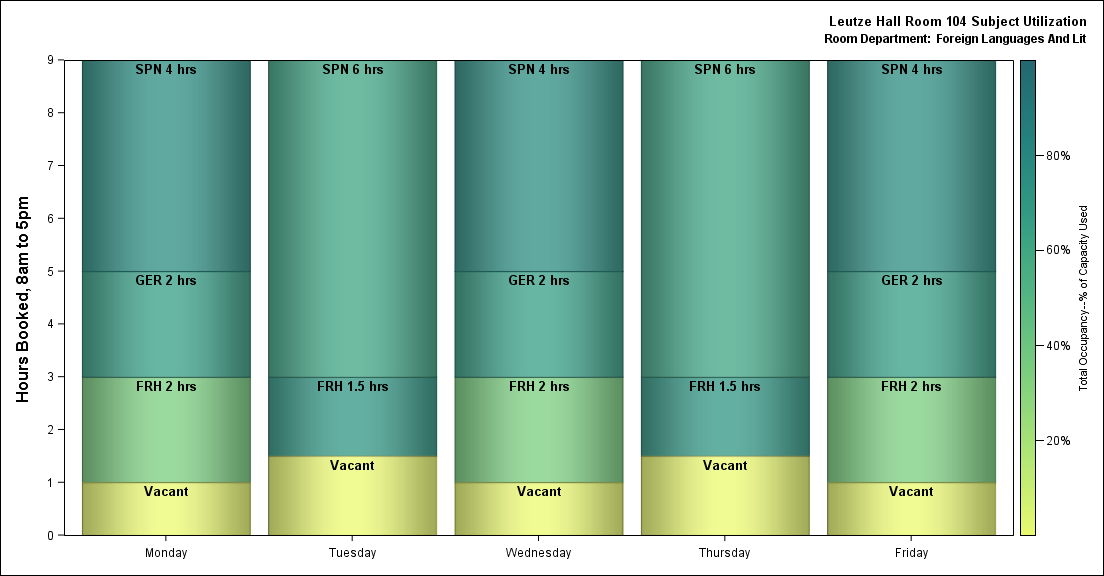 Leutze Hall Room 104 Subject Utilization
Room Department: Foreign Languages And Lit
Hours Booked, 8am to 5pm
9
8
7
6
5
4
3
2
1
0
SPN 4 hrs
GER 2 hrs
FRH 2 hrs
Vacant
SPN 6 hrs
FRH 1.5 hrs
Vacant
SPN 4 hrs
GER 2 hrs
FRH 2 hrs
Vacant
SPN 6 hrs
FRH 1.5 hrs
Vacant
SPN 4 hrs
GER 2 hrs
FRH 2 hrs
Vacant
Monday Tuesday Wednesday Thursday Friday
80%
60%
40%
20%
Total Occupancy--% of Capacity Used